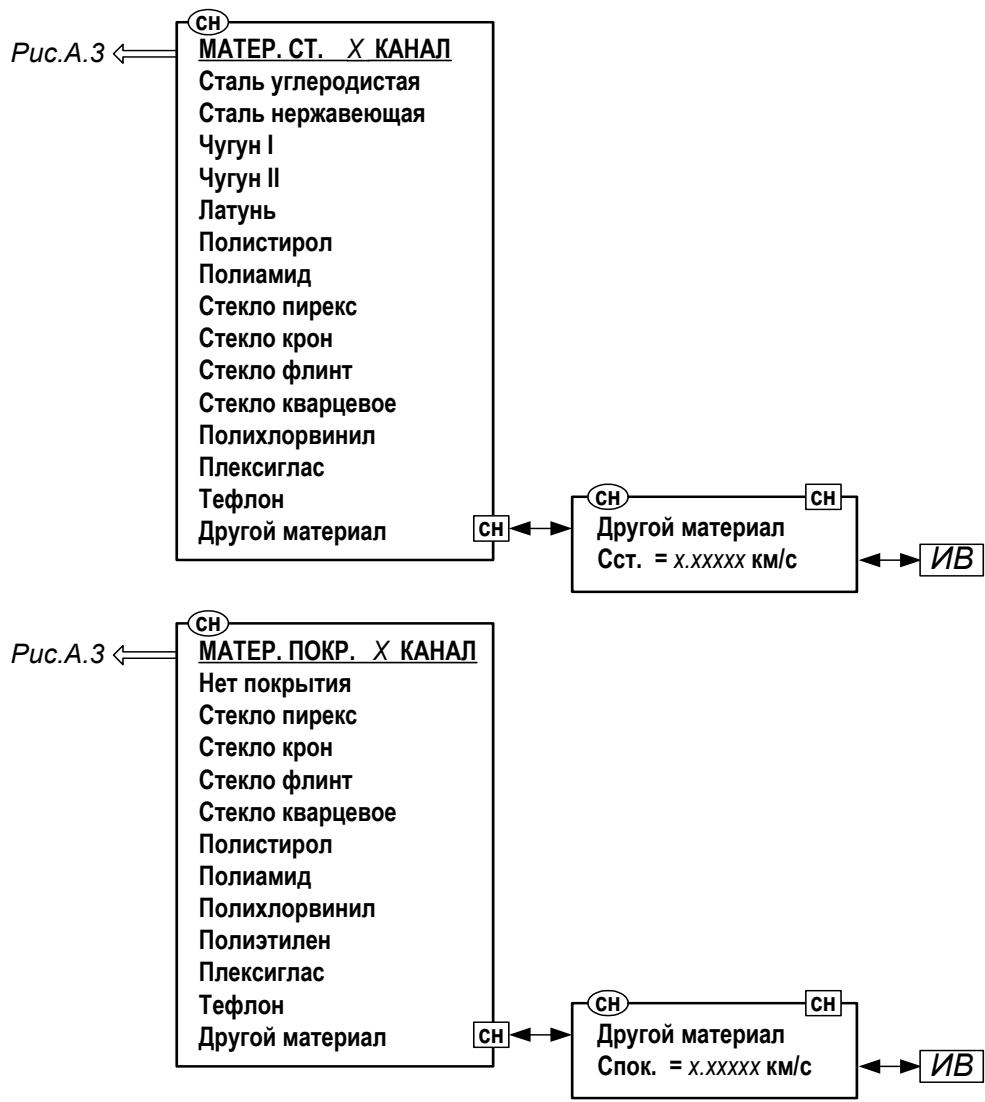 СН
Рис.А.3
МАТЕР. СТ. X КАНАЛ
Сталь углеродистая
Сталь нержавеющая
Чугун I
Чугун II
Латунь
Полистирол
Полиамид
Стекло пирекс
Стекло крон
Стекло флинт
Стекло кварцевое
Полихлорвинил
Плексиглас
Тефлон
Другой материал СН
СН СН
Другой материал
Сст. = х.ххххх км/с
ИВ
СН
Рис.А.3
МАТЕР. ПОКР. X КАНАЛ
Нет покрытия
Стекло пирекс
Стекло крон
Стекло флинт
Стекло кварцевое
Полистирол
Полиамид
Полихлорвинил
Полиэтилен
Плексиглас
Тефлон
Другой материал СН
СН СН
Другой материал
Спок. = х.ххххх км/с
ИВ